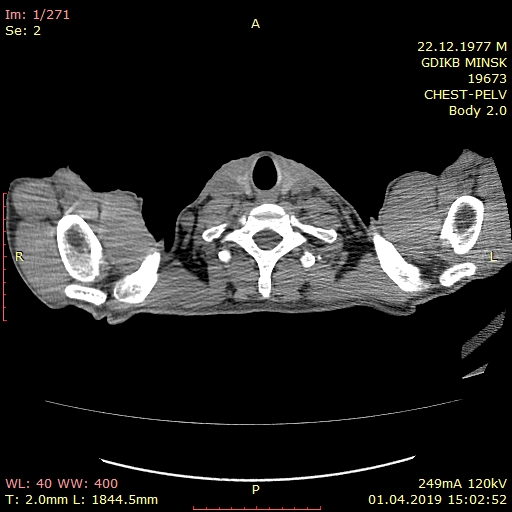 Im: 1/271
Se: 2
A
22.12.1977 M
GDIKB MINSK
19673
CHEST-PELV
Body 2.0
R
L
WL: 40 WW: 400
T: 2.0mm L: 1844.5mm
P
249mA 120kV
01.04.2019 15:02:52